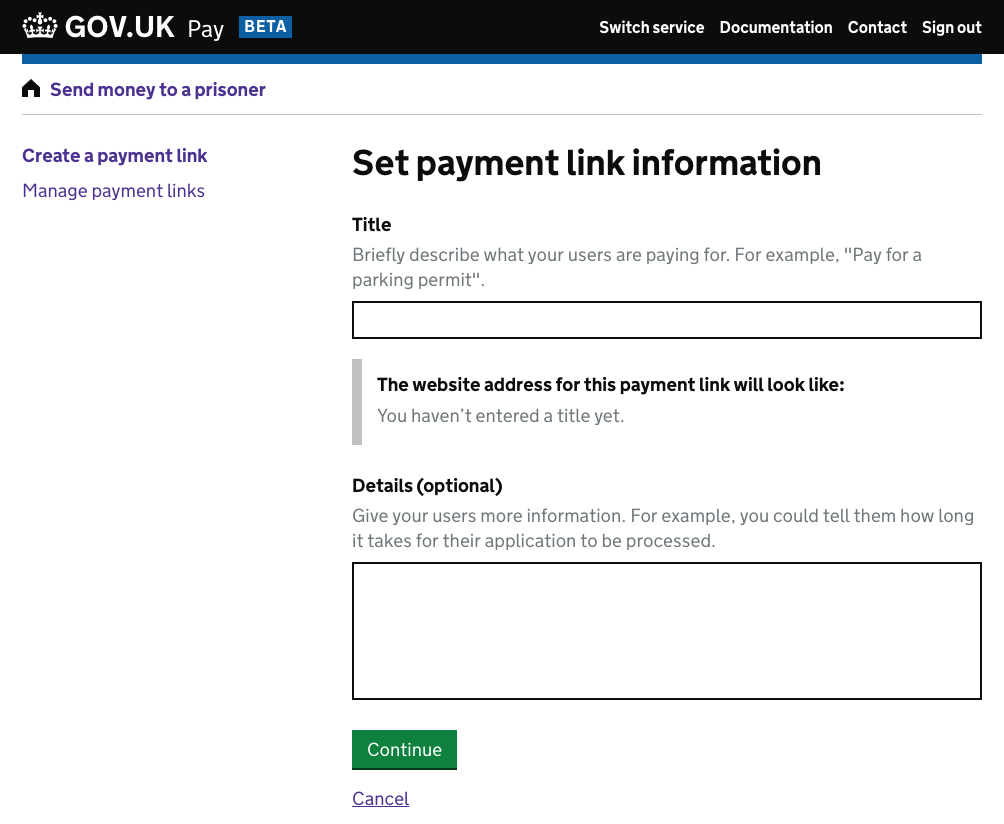 GOV.UK Pay BETA
Switch service Documentation Contact Sign out
Send money to a prisoner
Create a payment link
Manage payment links
Set payment link information
Title
Briefly describe what your users are paying for. For example, "Pay for a
parking permit".
The website address for this payment link will look like:
You haven’t entered a title yet.
Details (optional)
Give your users more information. For example, you could tell them how long
it takes for their application to be processed.
Continue
Cancel